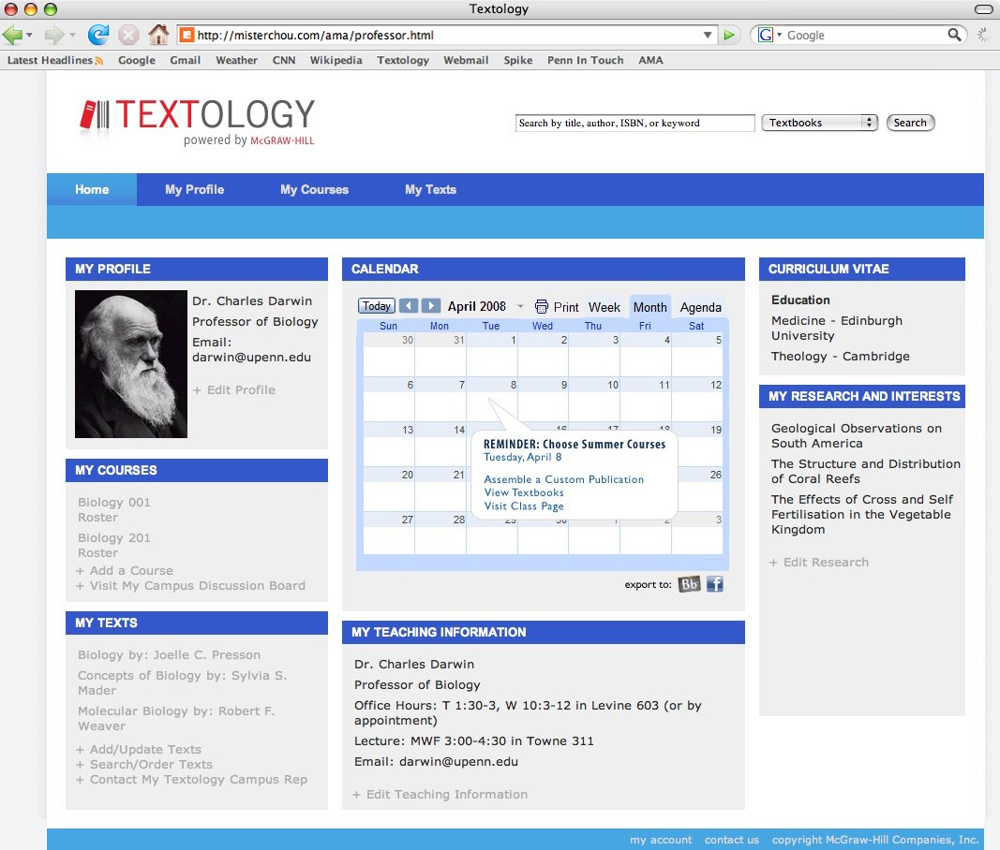 Textology
http://misterchou.com/ama/professor.html
G Google
Latest Headlines Google Gmail Weather CNN Wikipedia Textology Webmail Spike Penn In Touch AMA
TEXTOLOGY
powered by McGRAW-HILL
Search by title, author, ISBN, or keyword Textbooks Search
Home My Profile My Courses My Texts
MY PROFILE
Dr. Charles Darwin
Professor of Biology
Email:
darwin@upenn.edu
+ Edit Profile
MY COURSES
Biology 001
Roster
Biology 201
Roster
+ Add a Course
+ Visit My Campus Discussion Board
MY TEXTS
Biology by: Joelle C. Presson
Concepts of Biology by: Sylvia S.
Mader
Molecular Biology by: Robert F.
Weaver
+ Add/Update Texts
+ Search/Order Texts
+ Contact My Textology Campus Rep
CALENDAR
Today April 2008 Print Week Month Agenda
Sun Mon Tue Wed Thu Fri Sat
30 31 1 2 3 4 5
6 7 8 9 10 11 12
13 14 15 16 17 18 19
REMINDER: Choose Summer Courses
Tuesday, April 8
Assemble a Custom Publication
View Textbooks
Visit Class Page
20 21 26
27 28 29 30 1 2 3
export to: Bb f
MY TEACHING INFORMATION
Dr. Charles Darwin
Professor of Biology
Office Hours: T 1:30-3, W 10:3-12 in Levine 603 (or by
appointment)
Lecture: MWF 3:00-4:30 in Towne 311
Email: darwin@upenn.edu
+ Edit Teaching Information
CURRICULUM VITAE
Education
Medicine - Edinburgh
University
Theology - Cambridge
MY RESEARCH AND INTERESTS
Geological Observations on
South America
The Structure and Distribution
of Coral Reefs
The Effects of Cross and Self
Fertilisation in the Vegetable
Kingdom
+ Edit Research
my account contact us copyright McGraw-Hill Companies, Inc.